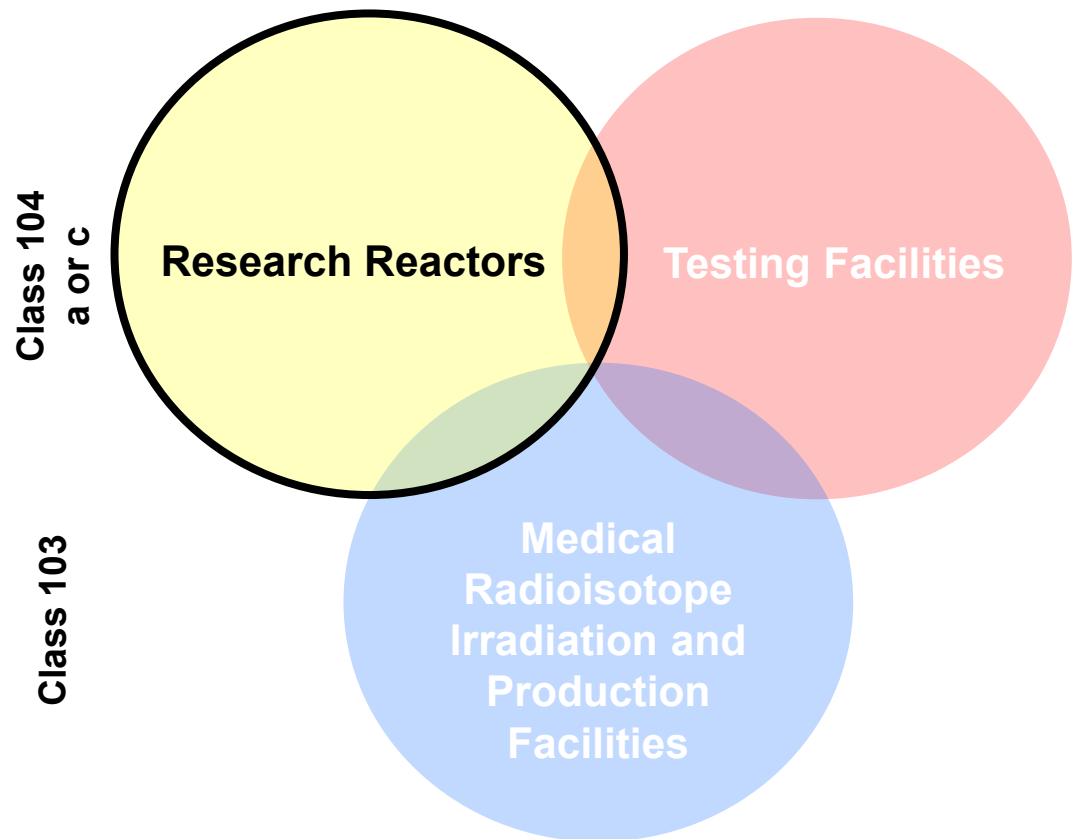 Class 104
a or c
Research Reactors
Testing Facilities
Class 103
Medical
Radioisotope
Irradiation and
Production
Facilities